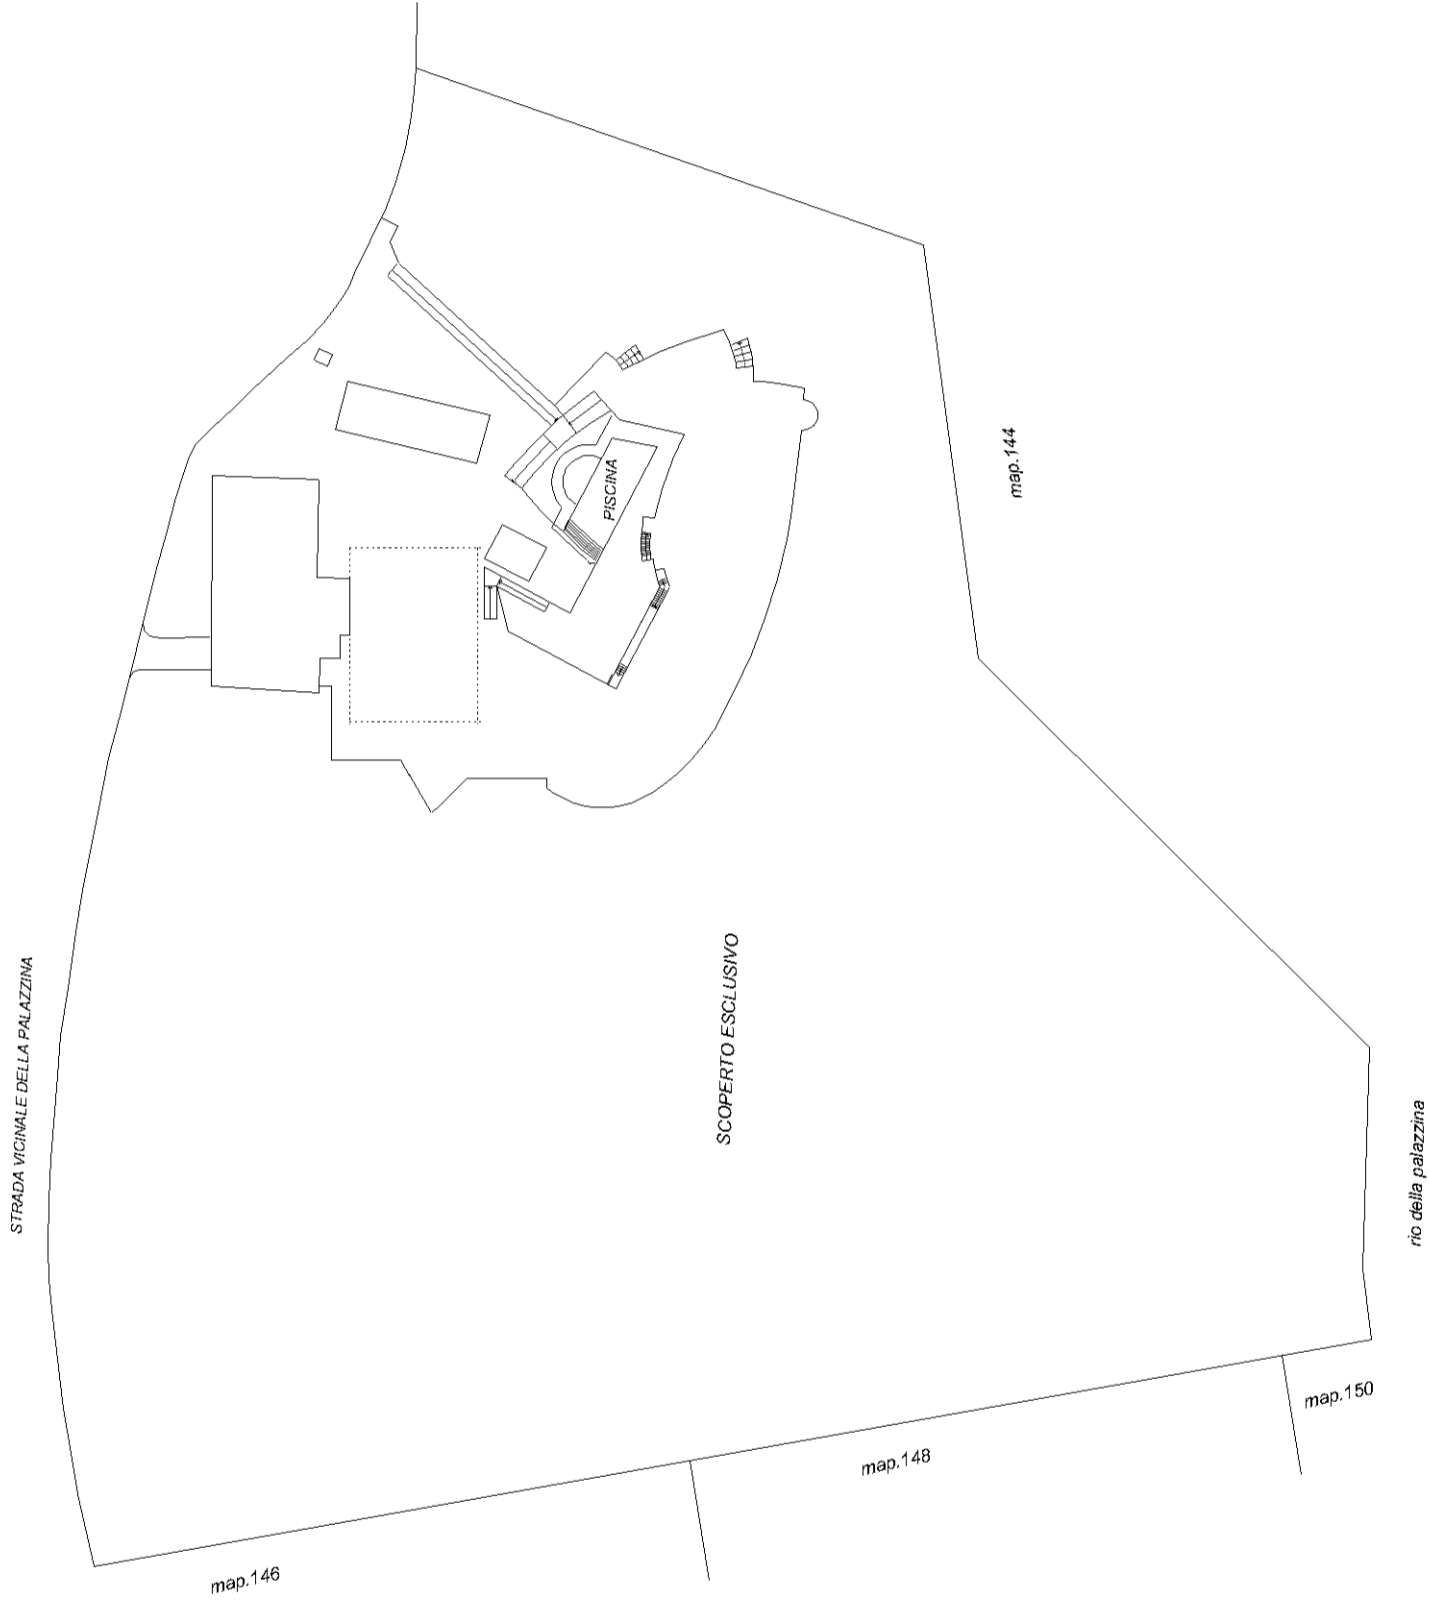 map.144
PISCINA
SCOPERTO ESCLUSIVO
STRADA VICINALE DELLA PALAZZINA
rio della palazzina
map.150
map.148
map.146